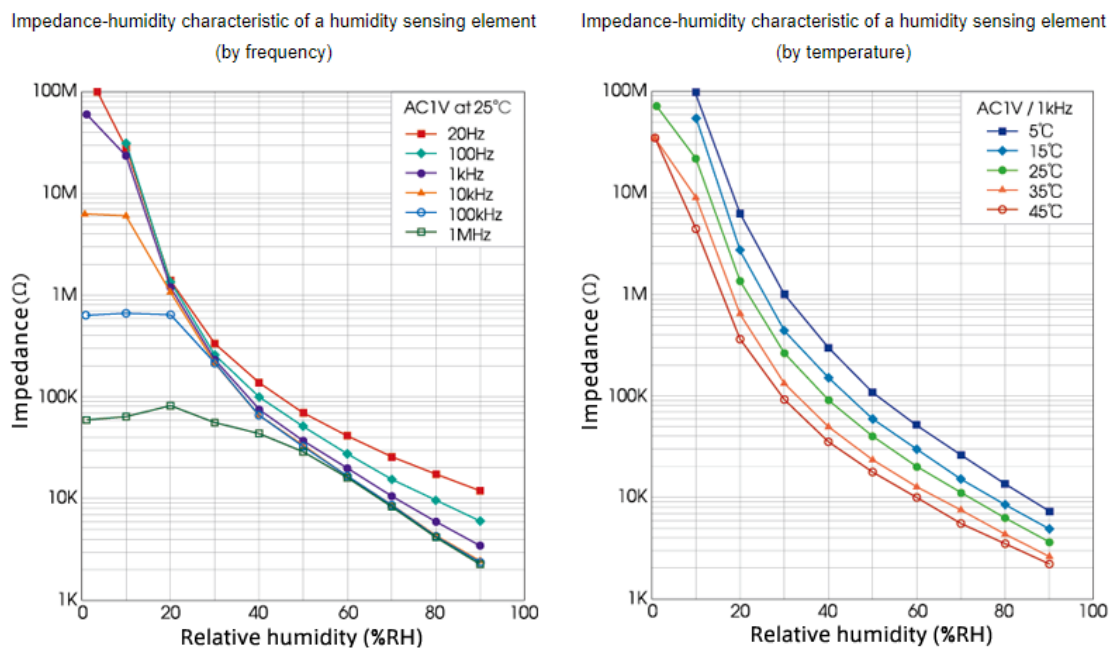 Impedance-humidity characteristic of a humidity sensing element
(by frequency)
100M
10M
1M
100K
10K
1K
Impedance(Ω)
AC1V at 25°C
20Hz
100Hz
1kHz
10kHz
100kHz
1MHz
0 20 40 60 80 100
Relative humidity (%RH)
Impedance-humidity characteristic of a humidity sensing element
(by temperature)
100M
10M
1M
100K
10K
1K
Impedance(Ω)
AC1V / 1kHz
5℃
15℃
25℃
35℃
45℃
0 20 40 60 80 100
Relative humidity (%RH)